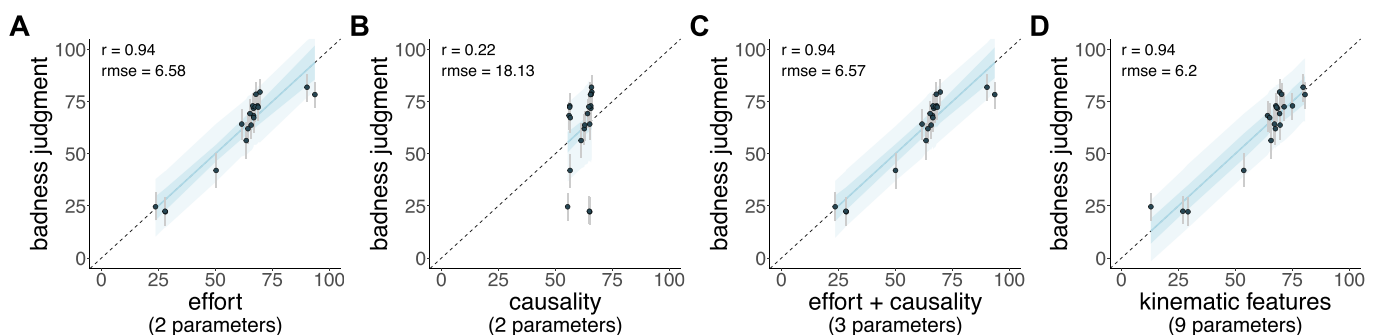 A
r = 0.94
rmse = 6.58
badness judgment
100
75
50
25
0
0 25 50 75 100
effort
(2 parameters)
B
r = 0.22
rmse = 18.13
badness judgment
100
75
50
25
0
0 25 50 75 100
causality
(2 parameters)
C
r = 0.94
rmse = 6.57
badness judgment
100
75
50
25
0
0 25 50 75 100
effort + causality
(3 parameters)
D
r = 0.94
rmse = 6.2
badness judgment
100
75
50
25
0
0 25 50 75 100
kinematic features
(9 parameters)